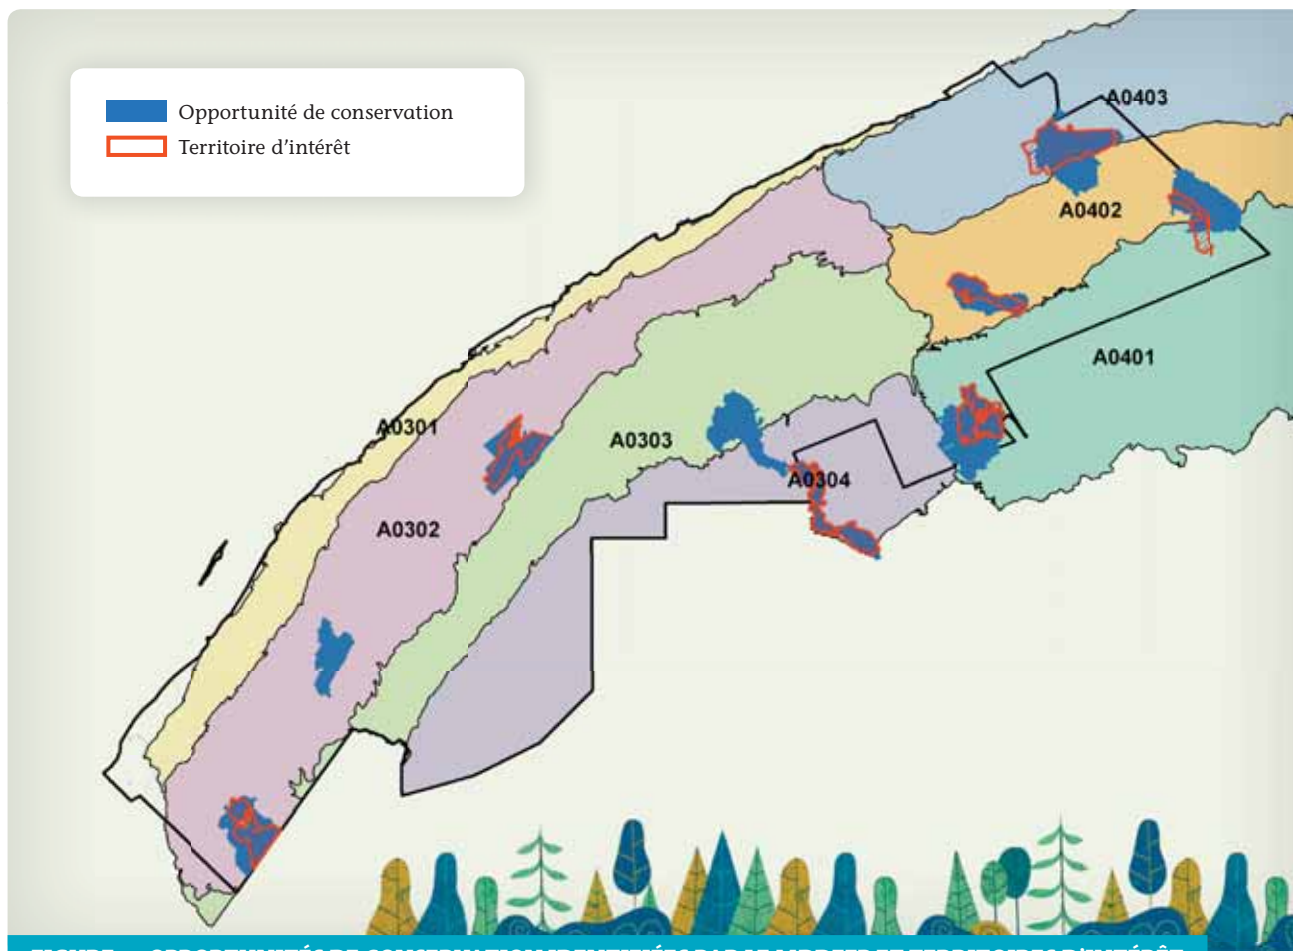 Opportunité de conservation
Territoire d'intérêt
A0403
A0402
A0401
A0301
A0303
A0304
A0302